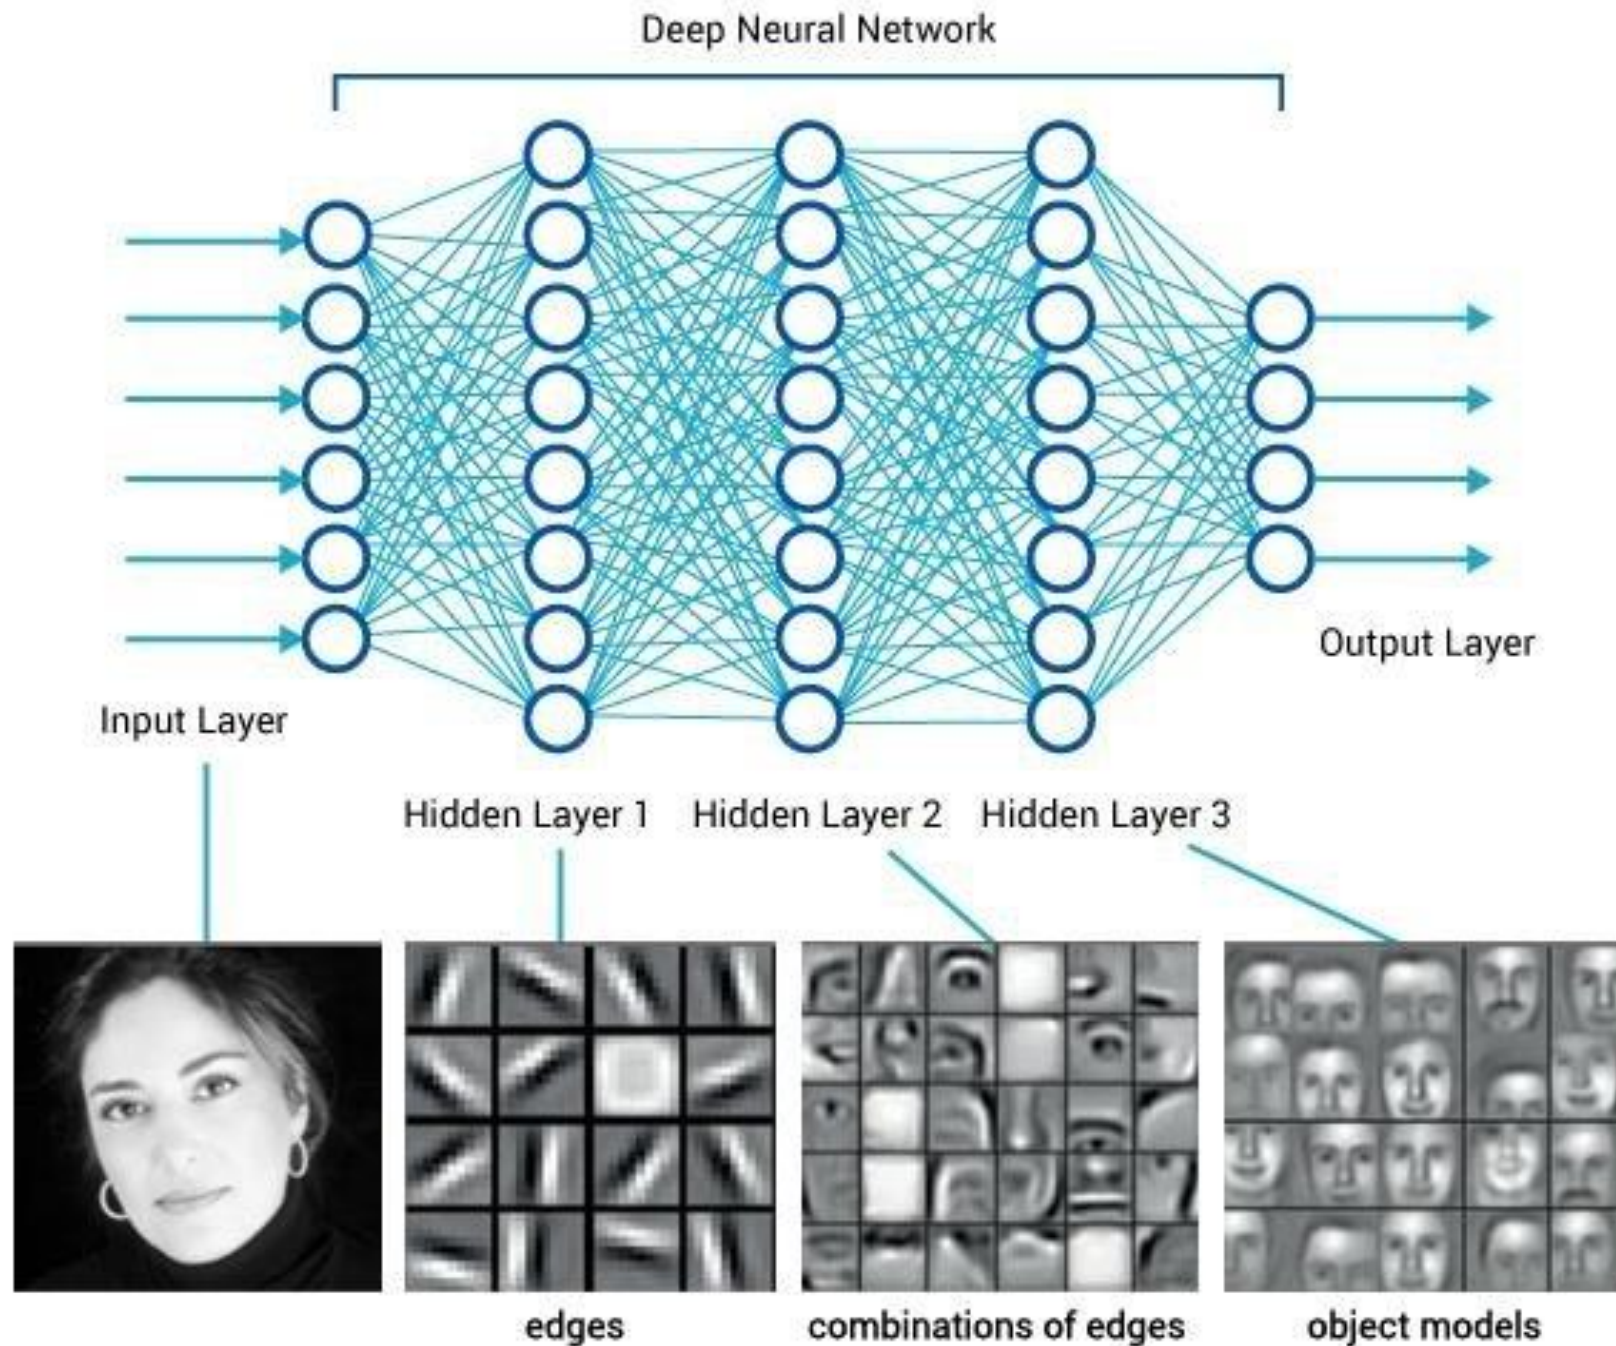 Deep Neural Network
Output Layer
Input Layer
Hidden Layer 1
Hidden Layer 2
Hidden Layer 3
edges
combinations of edges
object models